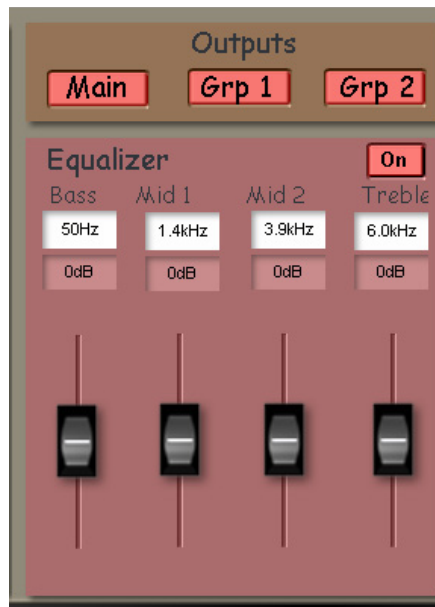 Outputs
Main Grp 1 Grp 2
Equalizer On
Bass Mid 1 Mid 2 Treble
50Hz 1.4kHz 3.9kHz 6.0kHz
0dB 0dB 0dB 0dB